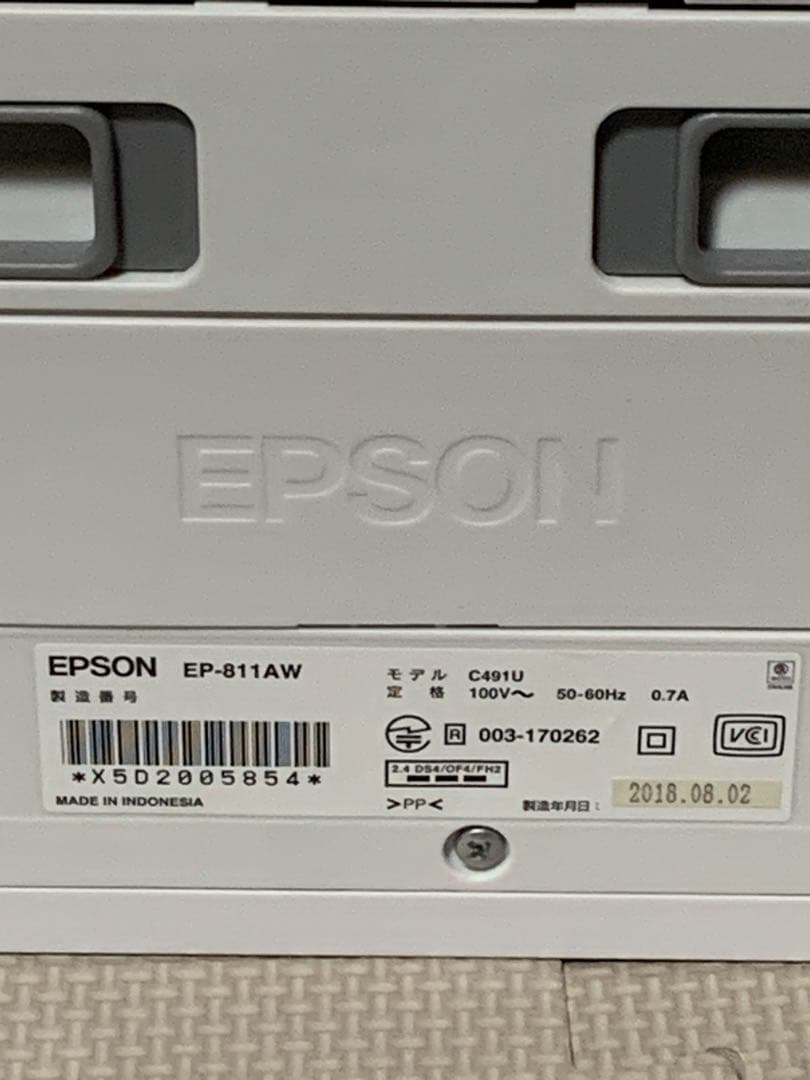 EPSON
EPSON EP-811AW
製造番号
*X5D2005854*
MADE IN INDONESIA
モデル C491U
定格 100V～ 50-60Hz 0.7A
R 003-170262
2.4 DS4/OF4/FH2
>PP<
製造年月日: 2018.08.02
VCI